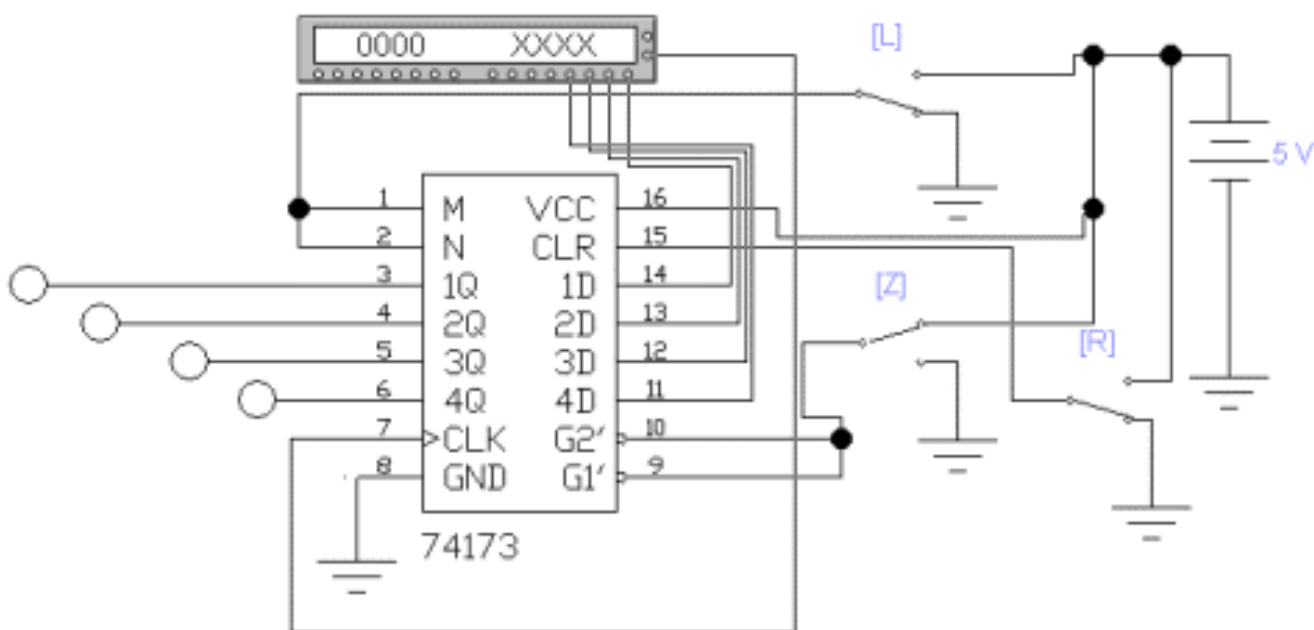 0000 XXXX
[L]
5 V
1 M VCC 16
2 N CLR 15
3 1Q 1D 14
4 2Q 2D 13
5 3Q 3D 12
6 4Q 4D 11
7 CLK G2′ 10
8 GND G1′ 9
74173
[Z]
[R]